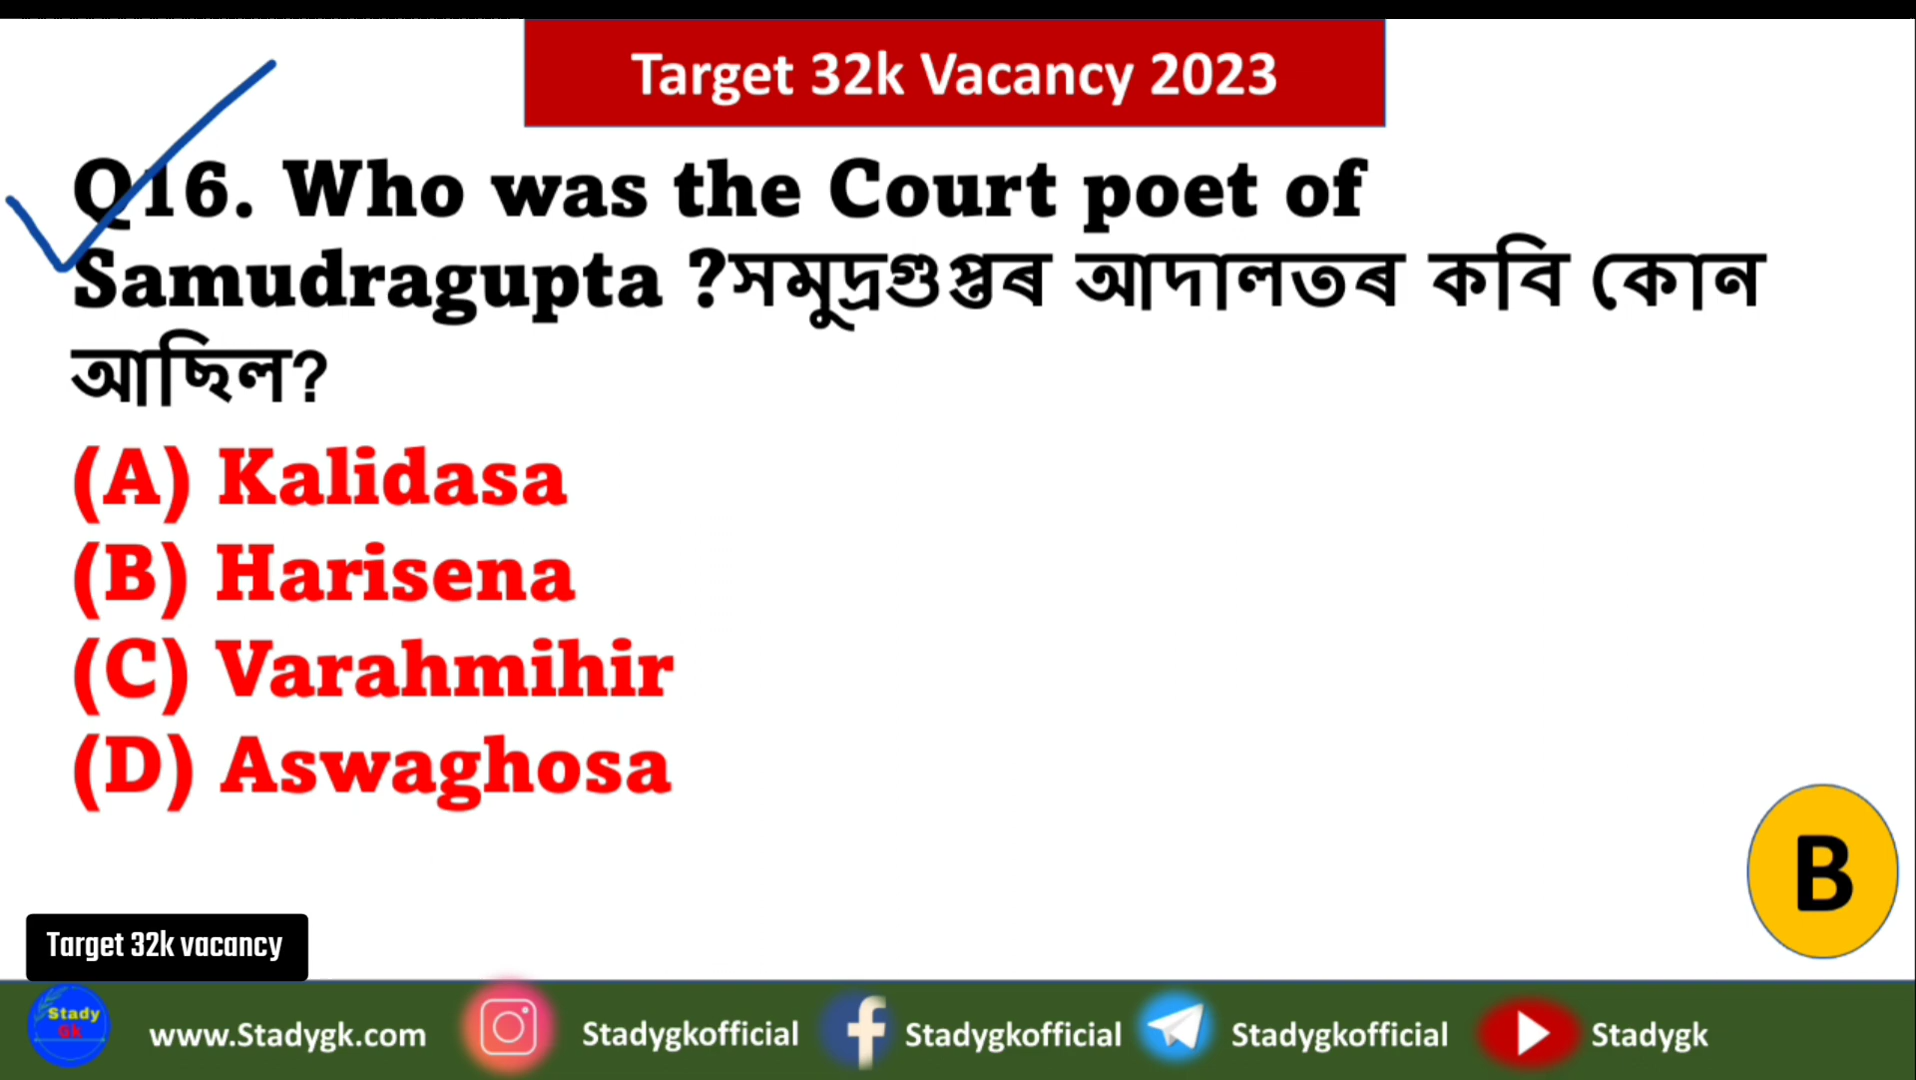 Target 32k Vacancy 2023
Q16. Who was the Court poet of
Samudragupta ?সমুদ্ৰগুপ্তৰ আদালতৰ কবি কোন
আছিল?
(A) Kalidasa
(B) Harisena
(C) Varahmihir
(D) Aswaghosa
B
Target 32k vacancy
Stady
Gk
www.Stadygk.com
Stadygkofficial
Stadygkofficial
Stadygkofficial
Stadygk